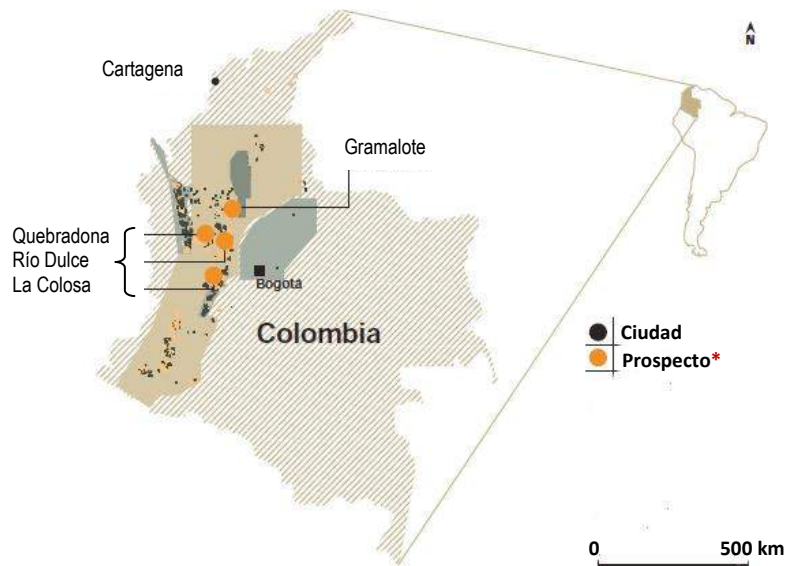 N
Cartagena
Gramalote
Quebradona
Río Dulce
La Colosa
Bogotá
Colombia
Ciudad
Prospecto*
0 500 km